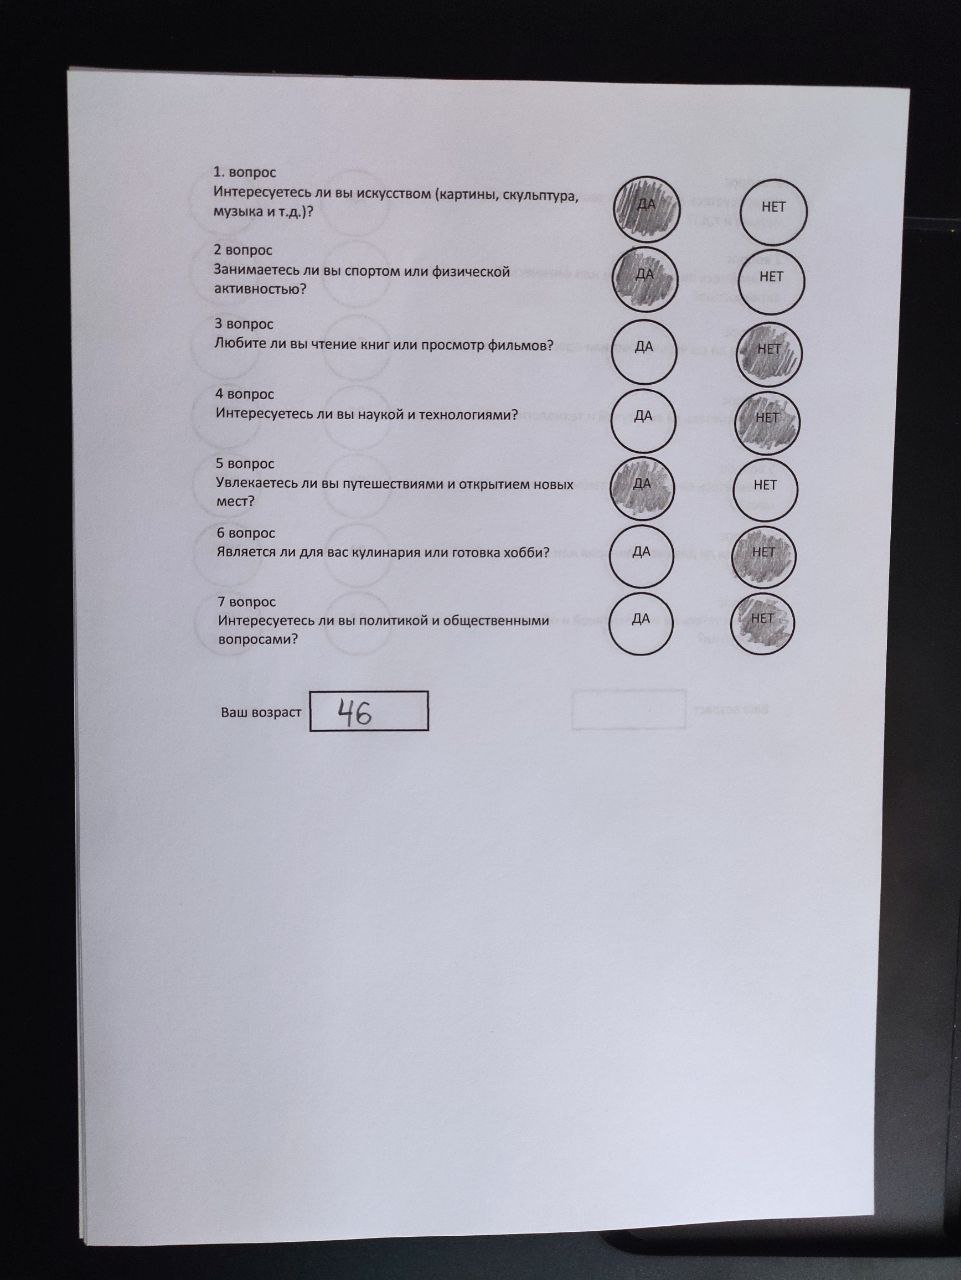 1. вопрос
Интересуетесь ли вы искусством (картины, скульптура,
музыка и т.д.)?
ДА НЕТ
2 вопрос
Занимаетесь ли вы спортом или физической
активностью?
ДА НЕТ
3 вопрос
Любите ли вы чтение книг или просмотр фильмов?
ДА НЕТ
4 вопрос
Интересуетесь ли вы наукой и технологиями?
ДА НЕТ
5 вопрос
Увлекаетесь ли вы путешествиями и открытием новых
мест?
ДА НЕТ
6 вопрос
Является ли для вас кулинария или готовка хобби?
ДА НЕТ
7 вопрос
Интересуетесь ли вы политикой и общественными
вопросами?
ДА НЕТ
Ваш возраст 46